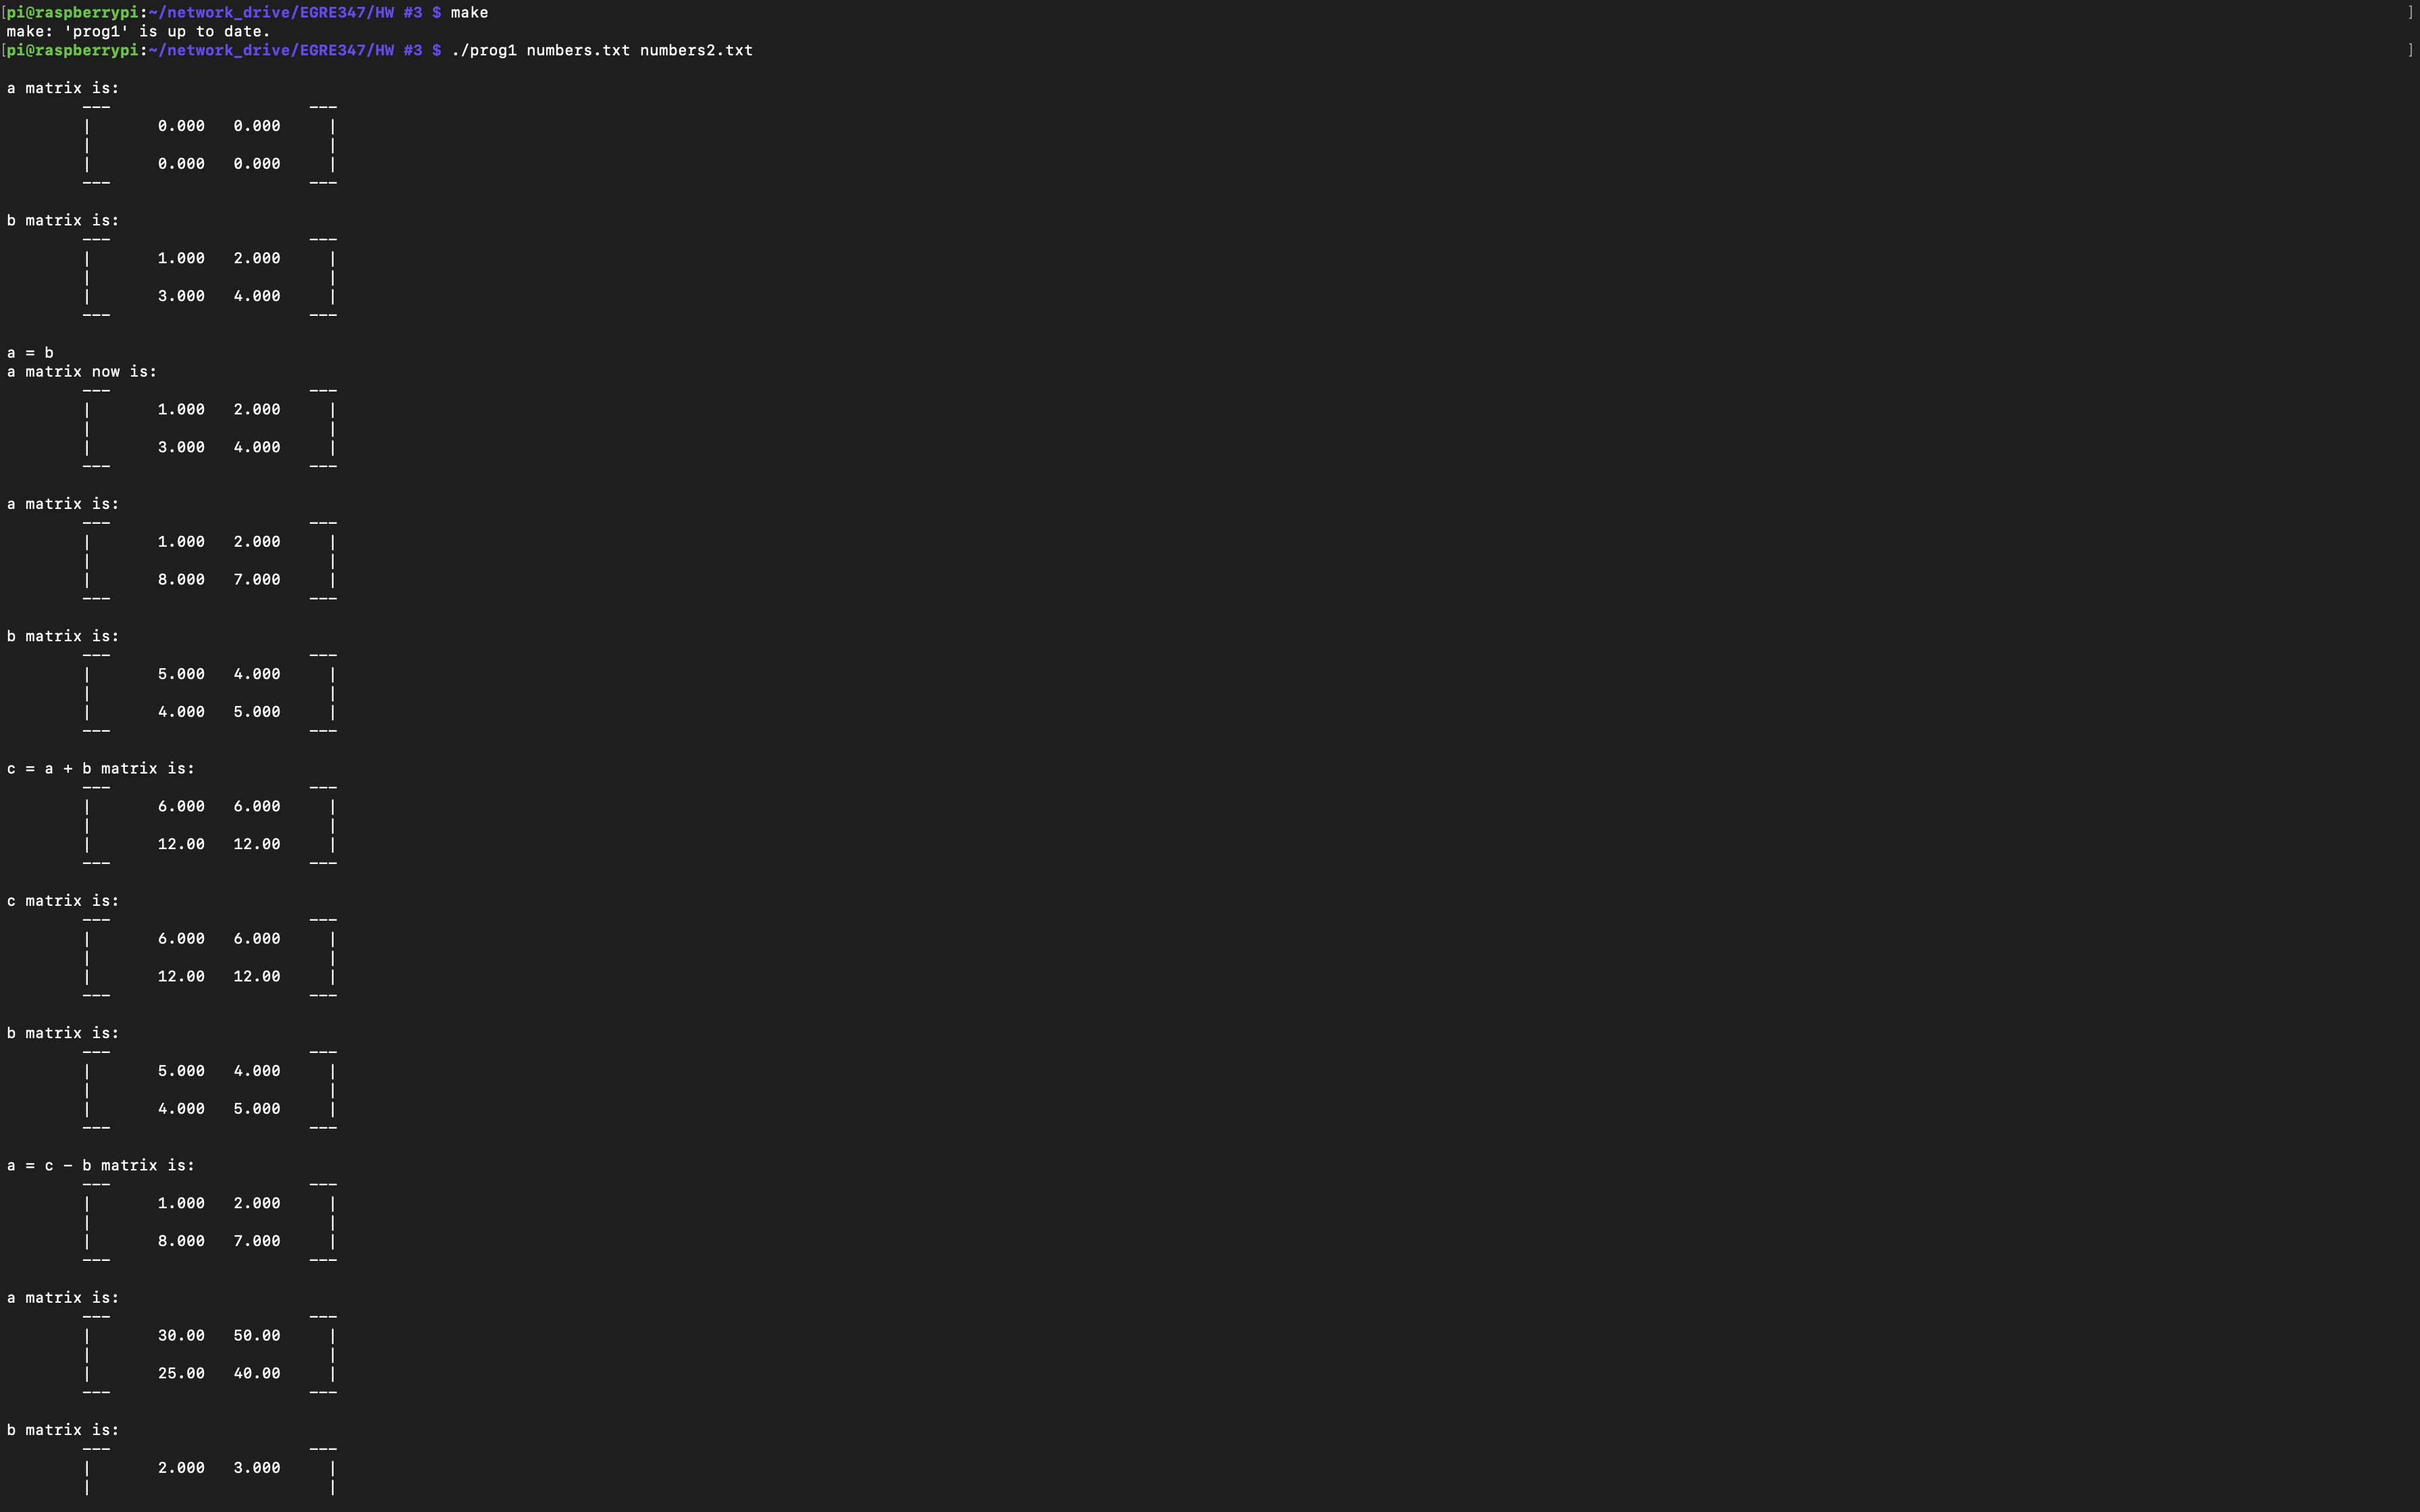 [pi@raspberrypi:~/network_drive/EGRE347/HW #3 $ make ]
make: 'prog1' is up to date.
[pi@raspberrypi:~/network_drive/EGRE347/HW #3 $ ./prog1 numbers.txt numbers2.txt ]
a matrix is:
--- ---
| 0.000 0.000 |
| |
| 0.000 0.000 |
--- ---
b matrix is:
--- ---
| 1.000 2.000 |
| |
| 3.000 4.000 |
--- ---
a = b
a matrix now is:
--- ---
| 1.000 2.000 |
| |
| 3.000 4.000 |
--- ---
a matrix is:
--- ---
| 1.000 2.000 |
| |
| 8.000 7.000 |
--- ---
b matrix is:
--- ---
| 5.000 4.000 |
| |
| 4.000 5.000 |
--- ---
c = a + b matrix is:
--- ---
| 6.000 6.000 |
| |
| 12.00 12.00 |
--- ---
c matrix is:
--- ---
| 6.000 6.000 |
| |
| 12.00 12.00 |
--- ---
b matrix is:
--- ---
| 5.000 4.000 |
| |
| 4.000 5.000 |
--- ---
a = c - b matrix is:
--- ---
| 1.000 2.000 |
| |
| 8.000 7.000 |
--- ---
a matrix is:
--- ---
| 30.00 50.00 |
| |
| 25.00 40.00 |
--- ---
b matrix is:
--- ---
| 2.000 3.000 |
| |